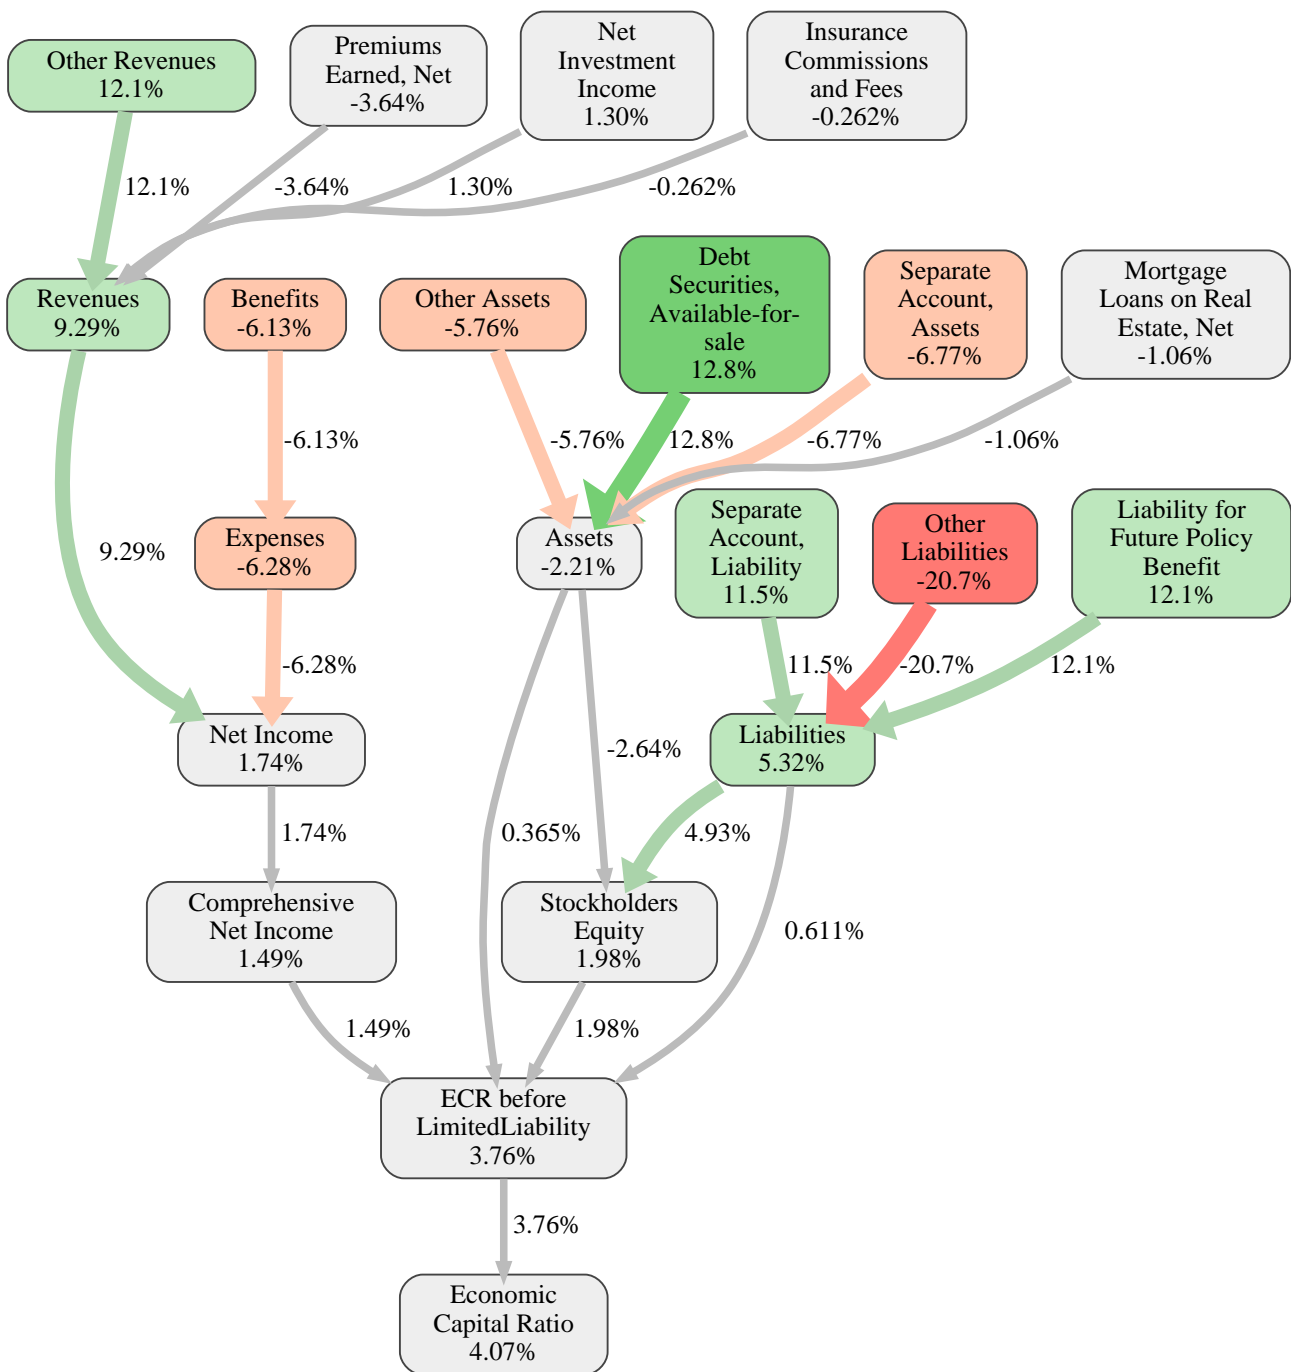 Other Revenues
12.1%
Premiums
Earned, Net
-3.64%
Net
Investment
Income
1.30%
Insurance
Commissions
and Fees
-0.262%
12.1%
-3.64%
1.30%
-0.262%
Revenues
9.29%
Benefits
-6.13%
Other Assets
-5.76%
Debt
Securities,
Available-for-
sale
12.8%
Separate
Account,
Assets
-6.77%
Mortgage
Loans on Real
Estate, Net
-1.06%
-6.13%
-5.76%
12.8%
-6.77%
-1.06%
9.29%
Expenses
-6.28%
Assets
-2.21%
Separate
Account,
Liability
11.5%
Other
Liabilities
-20.7%
Liability for
Future Policy
Benefit
12.1%
-6.28%
11.5%
-20.7%
12.1%
Net Income
1.74%
-2.64%
Liabilities
5.32%
1.74%
0.365%
4.93%
Comprehensive
Net Income
1.49%
Stockholders
Equity
1.98%
0.611%
1.49%
1.98%
ECR before
LimitedLiability
3.76%
3.76%
Economic
Capital Ratio
4.07%